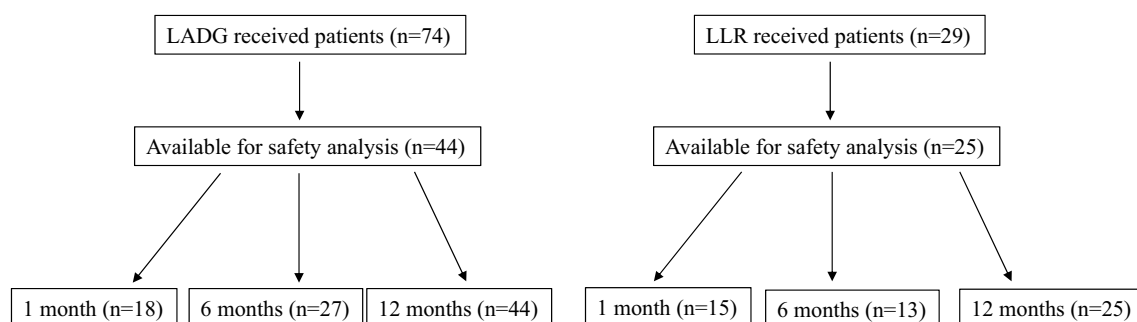 LADG received patients (n=74)
LLR received patients (n=29)
Available for safety analysis (n=44)
Available for safety analysis (n=25)
1 month (n=18)
6 months (n=27)
12 months (n=44)
1 month (n=15)
6 months (n=13)
12 months (n=25)